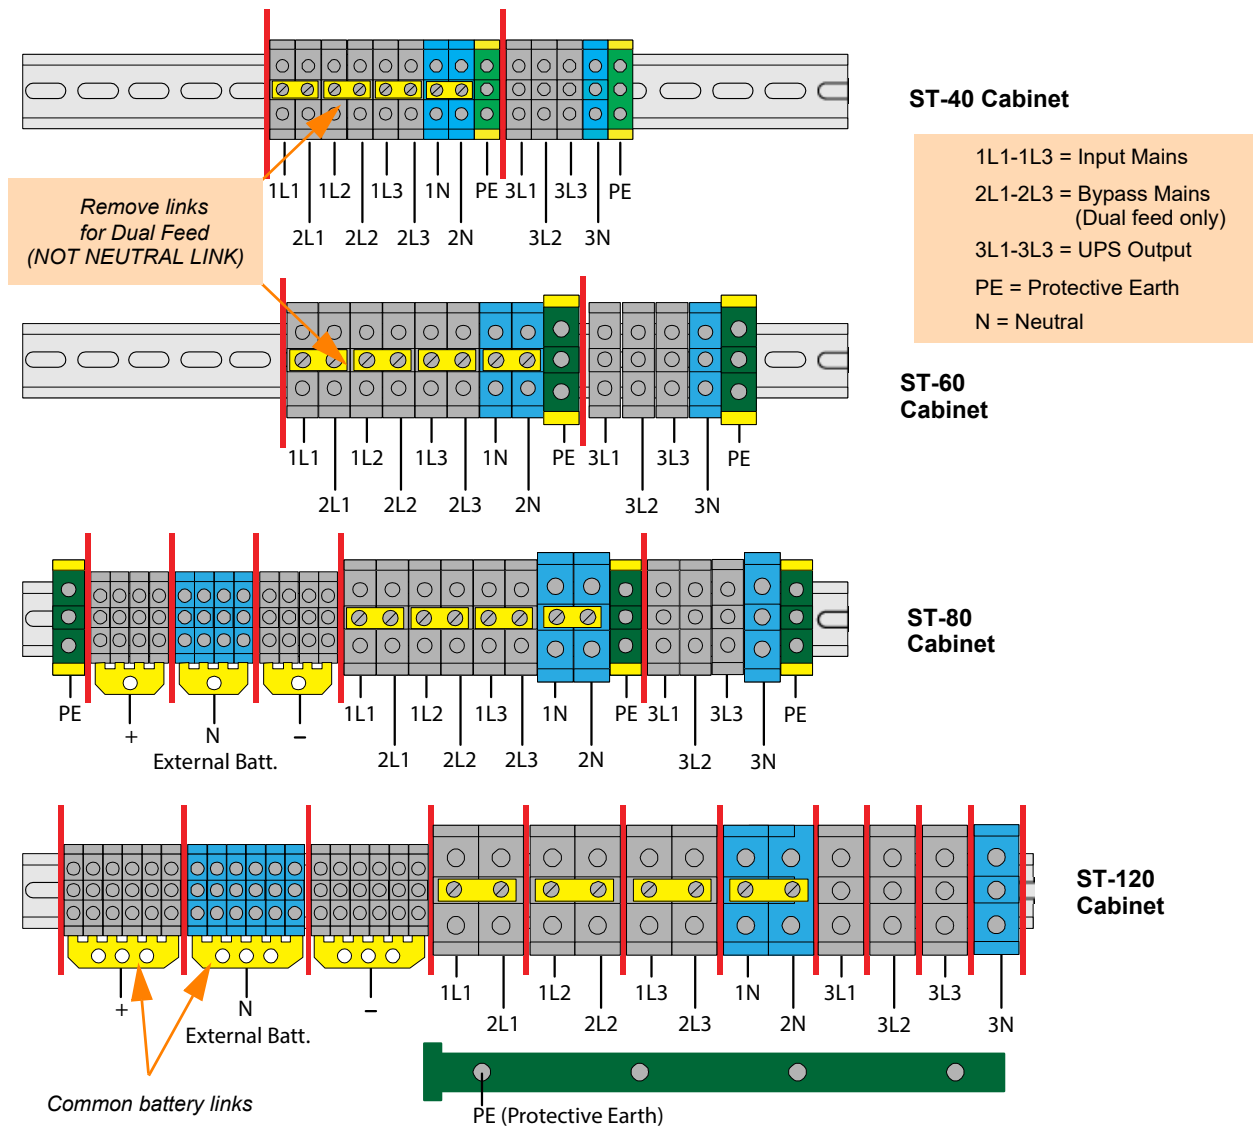 ST-40 Cabinet
1L1-1L3 = Input Mains
2L1-2L3 = Bypass Mains
(Dual feed only)
3L1-3L3 = UPS Output
PE = Protective Earth
N = Neutral
1L1 1L2 1L3 1N PE 3L1 3L3 PE
2L1 2L2 2L3 2N 3L2 3N
Remove links
for Dual Feed
(NOT NEUTRAL LINK)
ST-60
Cabinet
1L1 1L2 1L3 1N PE 3L1 3L3 PE
2L1 2L2 2L3 2N 3L2 3N
ST-80
Cabinet
PE 1L1 1L2 1L3 1N PE 3L1 3L3 PE
+ N –
2L1 2L2 2L3 2N 3L2 3N
External Batt.
ST-120
Cabinet
1L1 1L2 1L3 1N 3L1 3L3
+ N –
2L1 2L2 2L3 2N 3L2 3N
External Batt.
Common battery links
PE (Protective Earth)